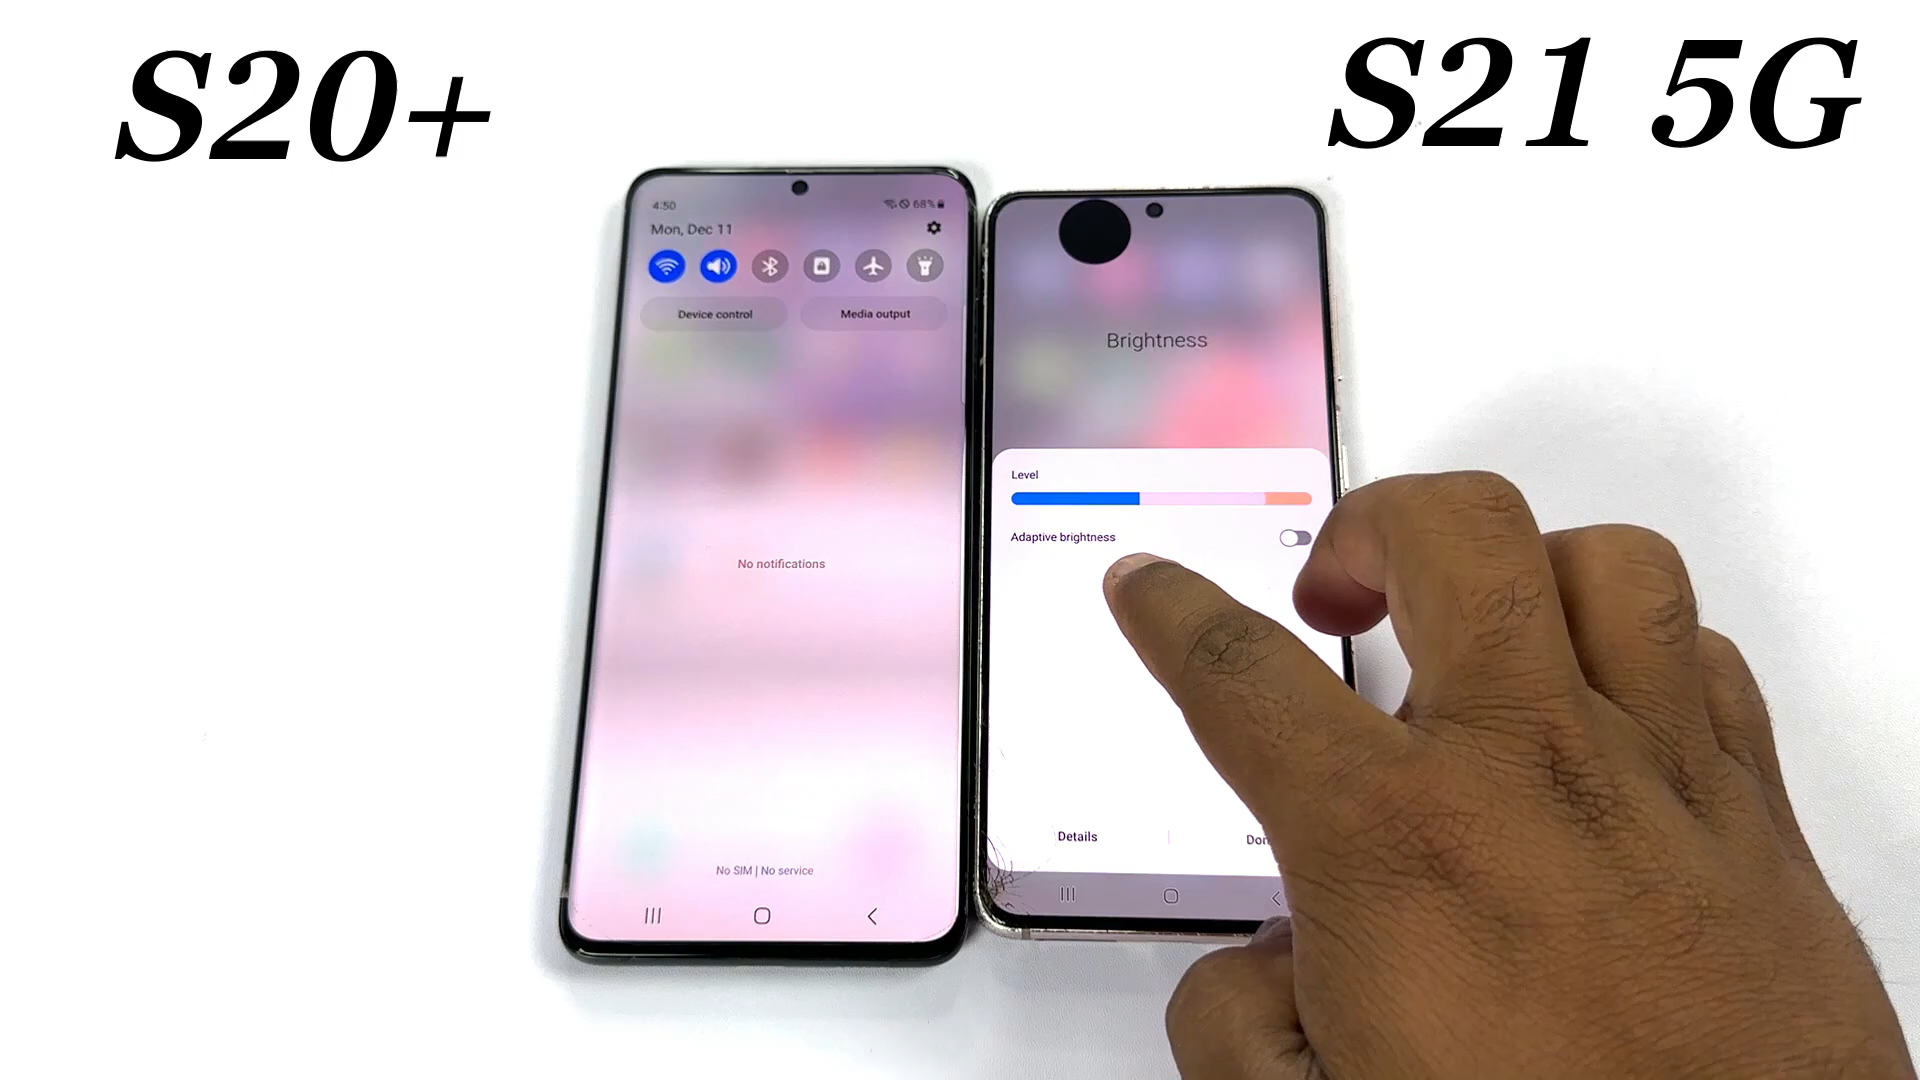 S20+
S21 5G
4:50
68%
Mon, Dec 11
Device control
Media output
No notifications
No SIM | No service
Brightness
Level
Adaptive brightness
Details